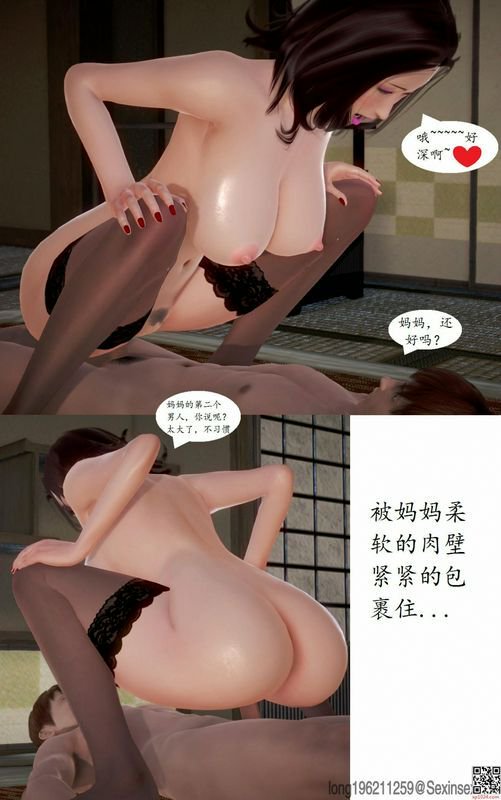 哦~~~~~好
深啊~
妈妈，还
好吗？
妈妈的第二个
男人，你说呢？
太大了，不习惯
被妈妈柔
软的肉壁
紧紧的包
裹住...
long196211259@Sexinse